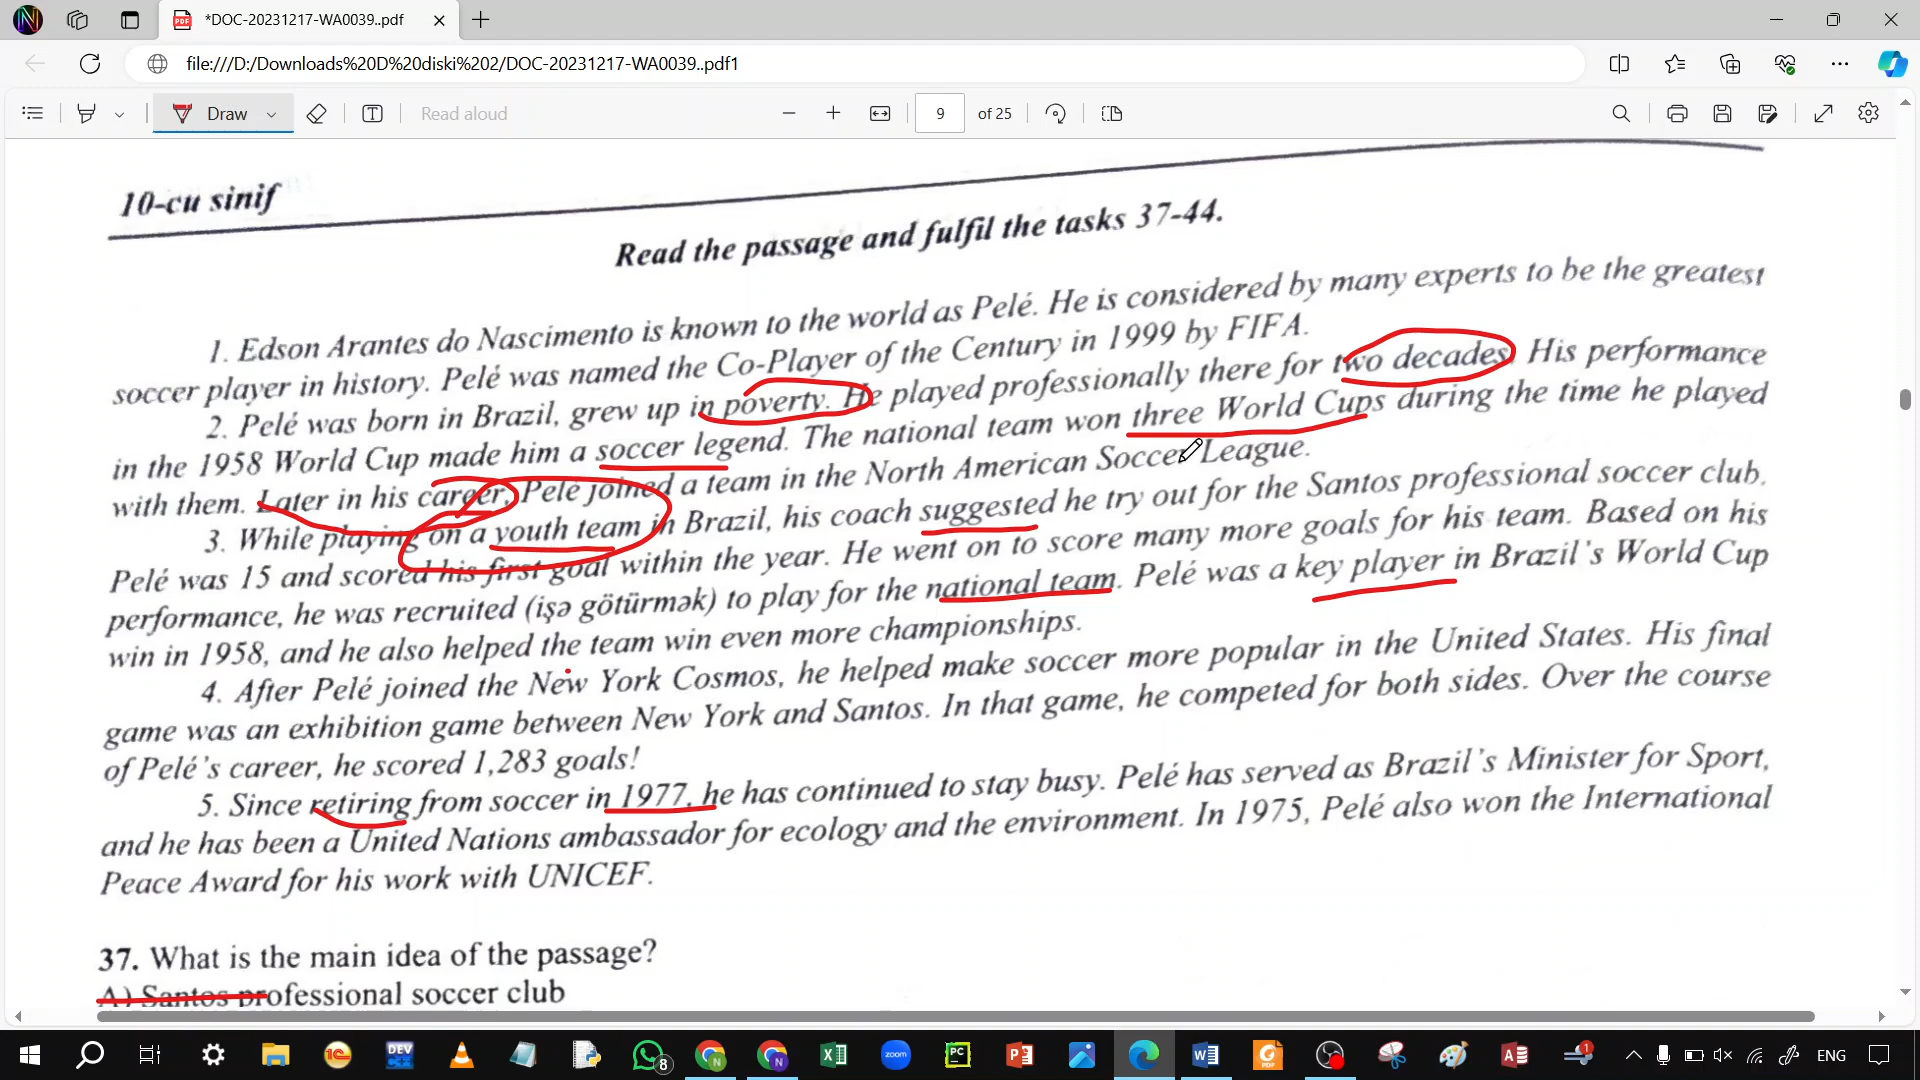 *DOC-20231217-WA0039..pdf
file:///D:/Downloads%20D%20diski%202/DOC-20231217-WA0039..pdf1
Draw
Read aloud
9 of 25
10-cu sinif
Read the passage and fulfil the tasks 37-44.
1. Edson Arantes do Nascimento is known to the world as Pelé. He is considered by many experts to be the greatest
soccer player in history. Pelé was named the Co-Player of the Century in 1999 by FIFA.
2. Pelé was born in Brazil, grew up in poverty. He played professionally there for two decades. His performance
in the 1958 World Cup made him a soccer legend. The national team won three World Cups during the time he played
with them. Later in his career, Pelé joined a team in the North American Soccer League.
3. While playing on a youth team in Brazil, his coach suggested he try out for the Santos professional soccer club.
Pelé was 15 and scored his first goal within the year. He went on to score many more goals for his team. Based on his
performance, he was recruited (işə götürmək) to play for the national team. Pelé was a key player in Brazil's World Cup
win in 1958, and he also helped the team win even more championships.
4. After Pelé joined the New York Cosmos, he helped make soccer more popular in the United States. His final
game was an exhibition game between New York and Santos. In that game, he competed for both sides. Over the course
of Pelé's career, he scored 1,283 goals!
5. Since retiring from soccer in 1977, he has continued to stay busy. Pelé has served as Brazil's Minister for Sport,
and he has been a United Nations ambassador for ecology and the environment. In 1975, Pelé also won the International
Peace Award for his work with UNICEF.
37. What is the main idea of the passage?
A) Santos professional soccer club
DEV
8
zoom
PC
1
ENG